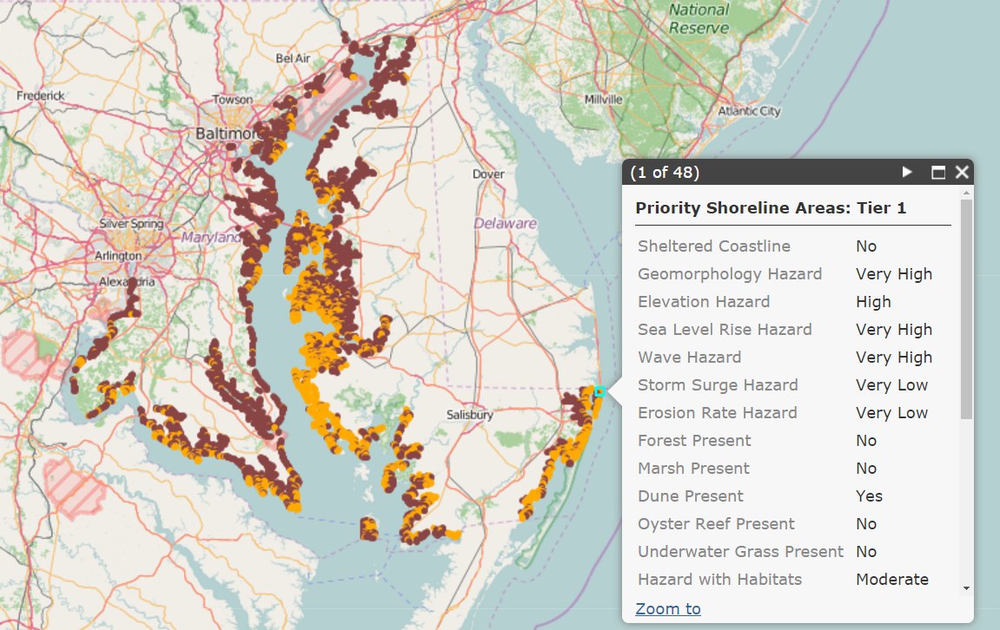 National
Reserve
Bel Air
Frederick
Towson
Millville
Atlantic City
Baltimor
Dover
Silver Spring
Maryland
Delaware
Arlington
Alexandria
Salisbury
(1 of 48)
Priority Shoreline Areas: Tier 1
Sheltered Coastline No
Geomorphology Hazard Very High
Elevation Hazard High
Sea Level Rise Hazard Very High
Wave Hazard Very High
Storm Surge Hazard Very Low
Erosion Rate Hazard Very Low
Forest Present No
Marsh Present No
Dune Present Yes
Oyster Reef Present No
Underwater Grass Present No
Hazard with Habitats Moderate
Zoom to